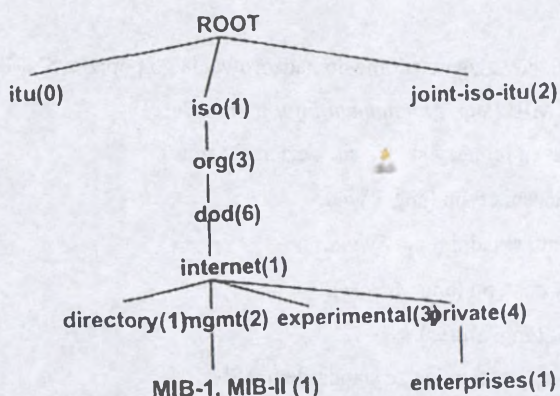 ROOT
itu(0) iso(1) joint-iso-itu(2)
org(3)
dod(6)
internet(1)
directory(1) mgmt(2) experimental(3) private(4)
MIB-1, MIB-II (1) enterprises(1)